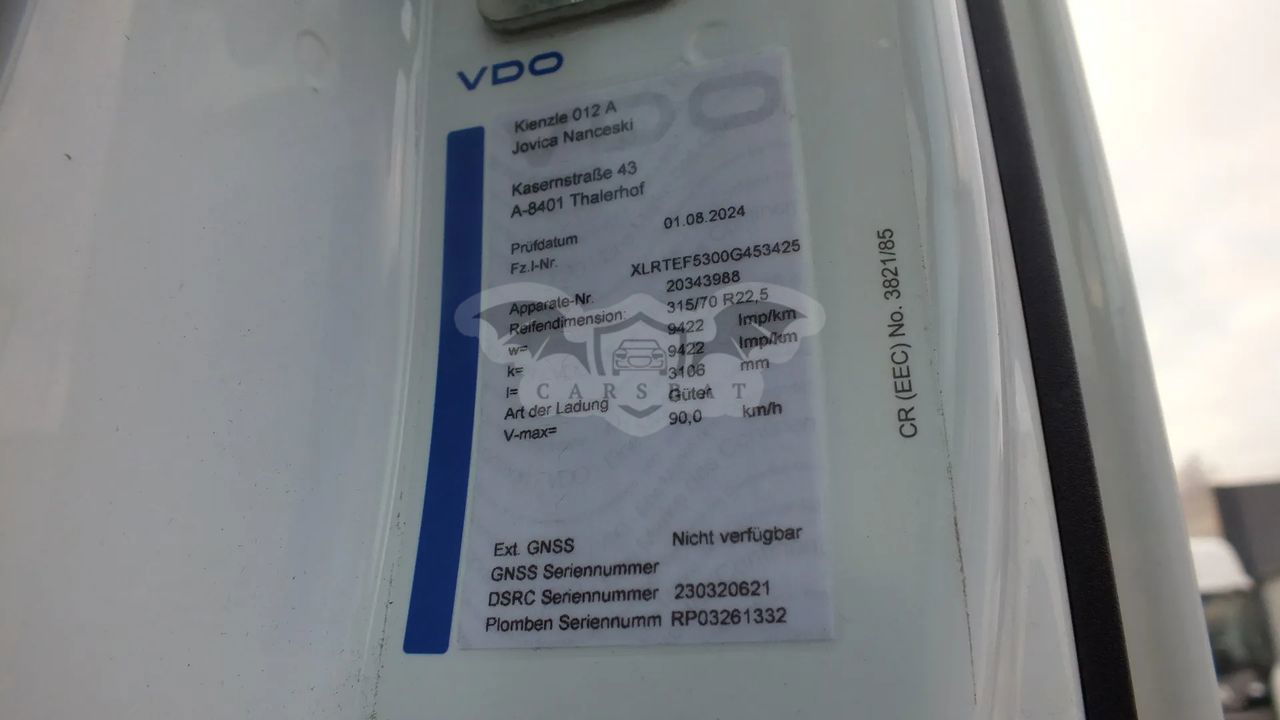 VDO
Kienzle 012 A
Jovica Nanceski
Kasernstraße 43
A-8401 Thalerhof
Prüfdatum 01.08.2024
Fz.I-Nr. XLRTEF5300G453425
Apparate-Nr. 20343988
Reifendimension: 315/70 R22,5
w= 9422 Imp/km
k= 9422 Imp/km
l= 3106 mm
Art der Ladung Güter
V-max= 90,0 km/h
Ext. GNSS Nicht verfügbar
GNSS Seriennummer
DSRC Seriennummer 230320621
Plomben Seriennumm RP03261332
CR (EEC) No. 3821/85
CARSBAT